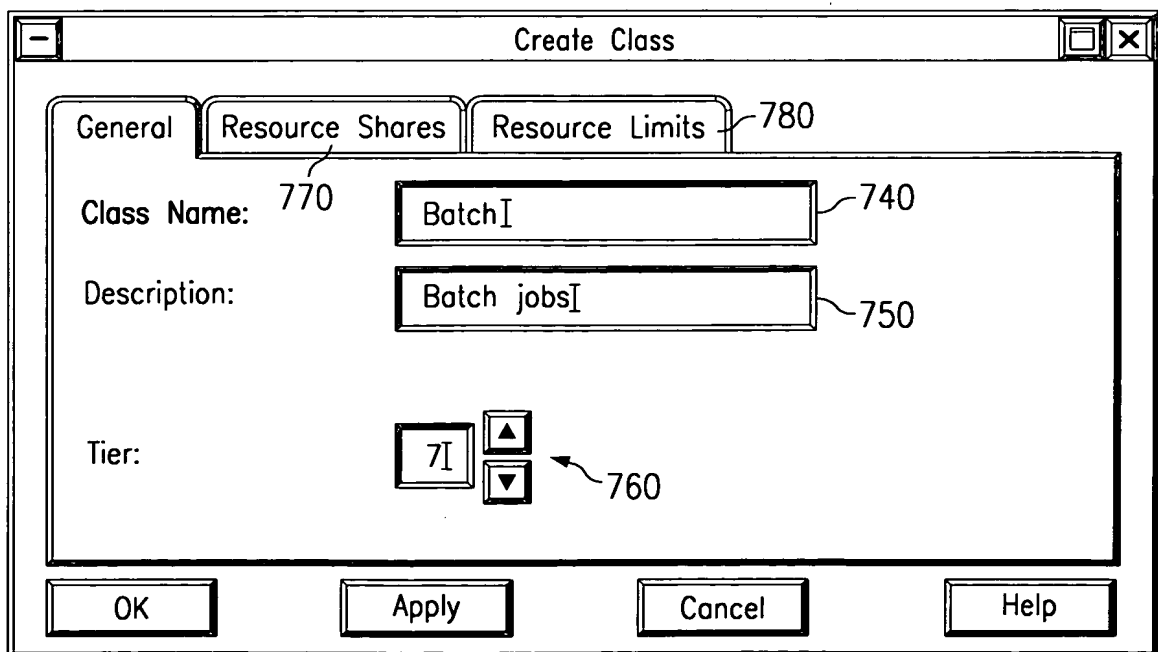 Create Class
General Resource Shares Resource Limits 780
770
Class Name: Batch 740
Description: Batch jobs 750
Tier: 7 760
OK Apply Cancel Help